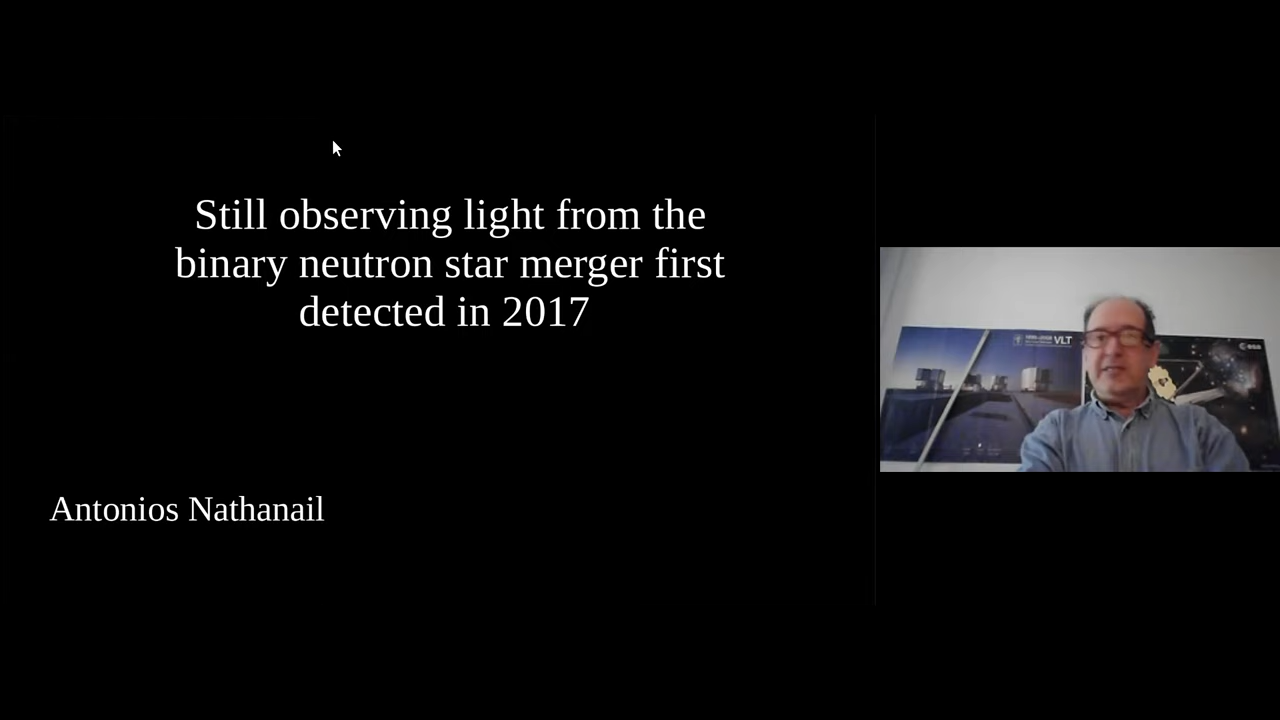 Still observing light from the
binary neutron star merger first
detected in 2017
Antonios Nathanail
VLT
esa